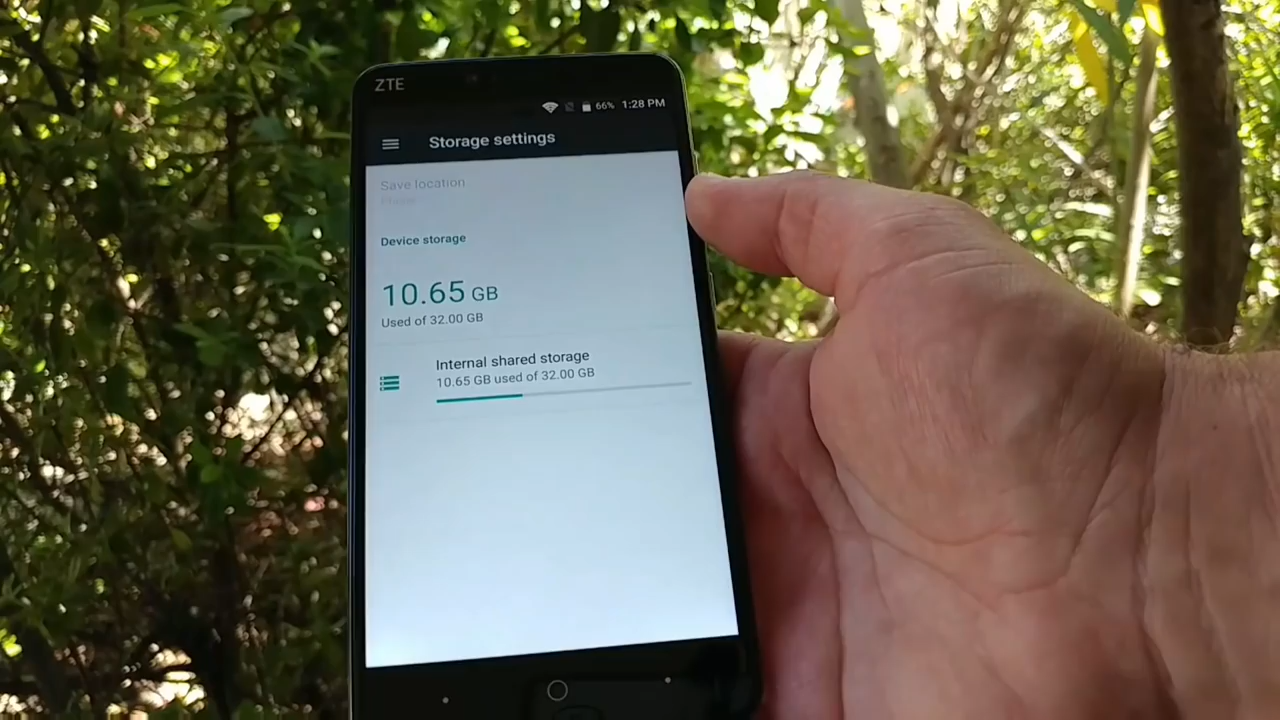 ZTE
66% 1:28 PM
Storage settings
Save location
Phone
Device storage
10.65 GB
Used of 32.00 GB
Internal shared storage
10.65 GB used of 32.00 GB